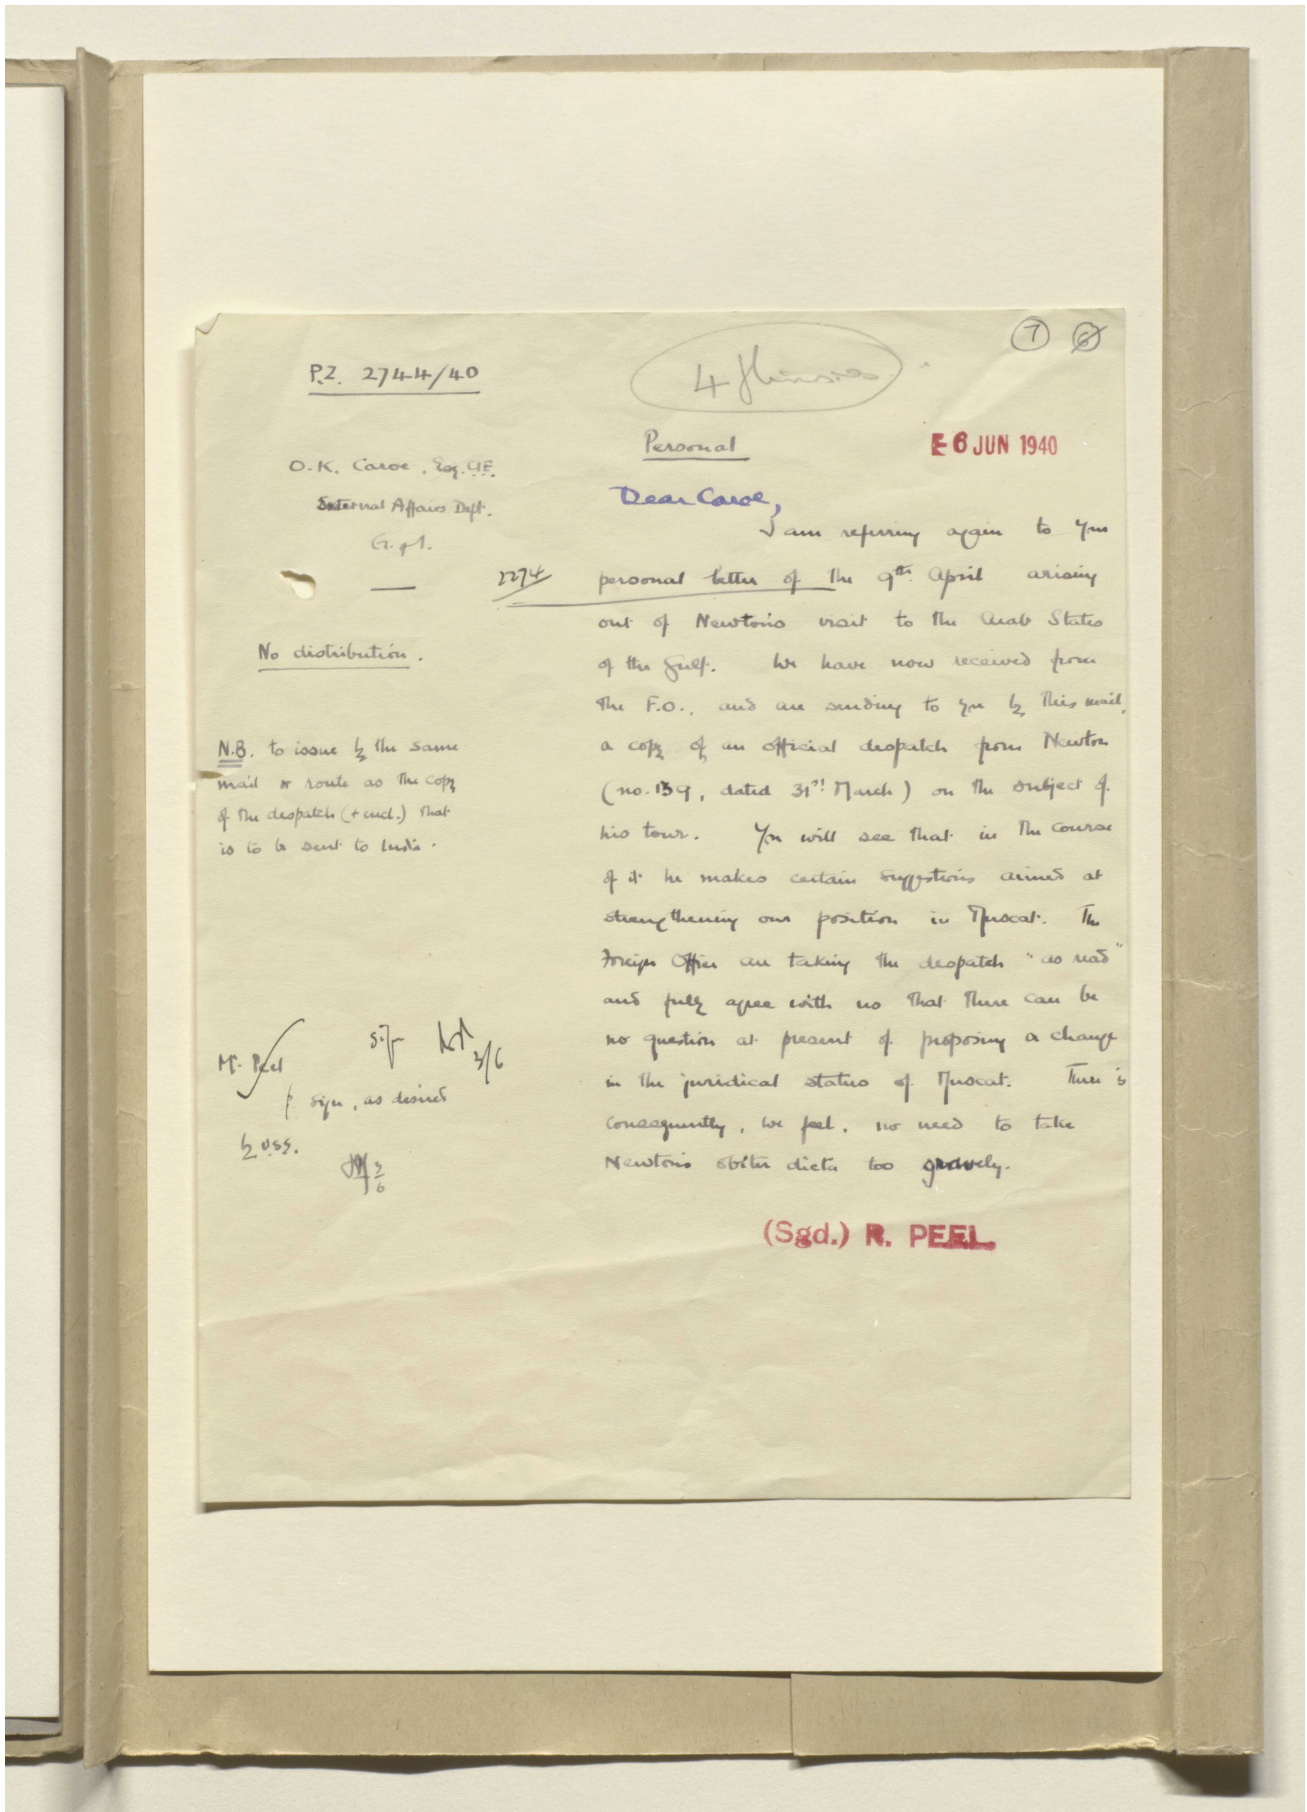 7 6
P.Z. 2744/40
4
Personal
6 JUN 1940
O.K. Caroe, Esq. C.I.E.
External Affairs Dept.
G. of I.
No distribution.
N.B. to issue by the same
mail or route as the copy
of the despatch (+ encl.) that
is to be sent to India.
Dear Caroe,
I am referring again to your
2274
personal letter of the 9th April arising
out of Newton's visit to the Arab States
of the Gulf. We have now received from
the F.O., and are sending to you by this mail,
a copy of an official despatch from Newton
(no. 139, dated 31st March) on the subject of
his tour. You will see that in the course
of it he makes certain suggestions aimed at
strengthening our position in Muscat. The
Foreign Office are taking the despatch "as read"
and fully agree with us that there can be
no question at present of proposing a change
in the juridical status of Muscat. There is
consequently, we feel, no need to take
Newton's obiter dicta too gravely.
(Sgd.) R. PEEL.
Mr. Peel
3/6
sign, as desired
by U.S.S.
3/6